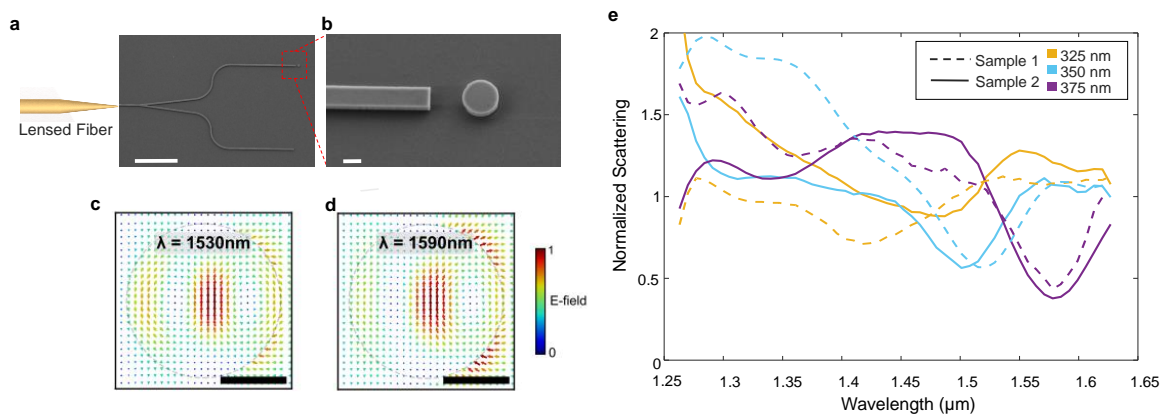 a
b
Lensed Fiber
c
d
λ = 1530nm
λ = 1590nm
1
E-field
0
e
Normalized Scattering
2
1.5
1
0.5
0
Sample 1
Sample 2
325 nm
350 nm
375 nm
1.25
1.3
1.35
1.4
1.45
1.5
1.55
1.6
1.65
Wavelength (μm)